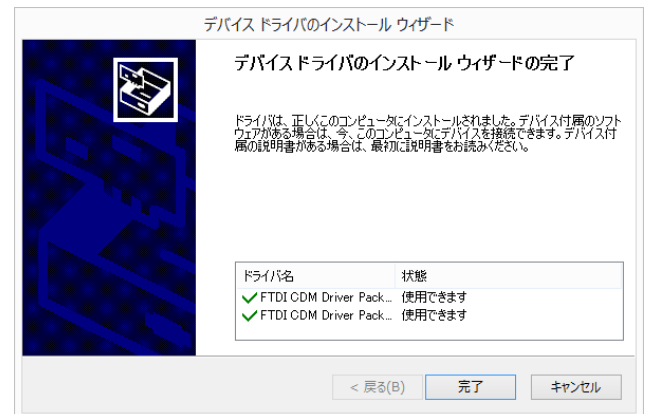 デバイス ドライバのインストール ウィザード
デバイス ドライバのインストール ウィザードの完了
ドライバは、正しくこのコンピュータにインストールされました。デバイス付属のソフト
ウェアがある場合は、今、このコンピュータにデバイスを接続できます。デバイス付
属の説明書がある場合は、最初に説明書をお読みください。
ドライバ名 状態
FTDI CDM Driver Pack... 使用できます
FTDI CDM Driver Pack... 使用できます
< 戻る(B) 完了 キャンセル